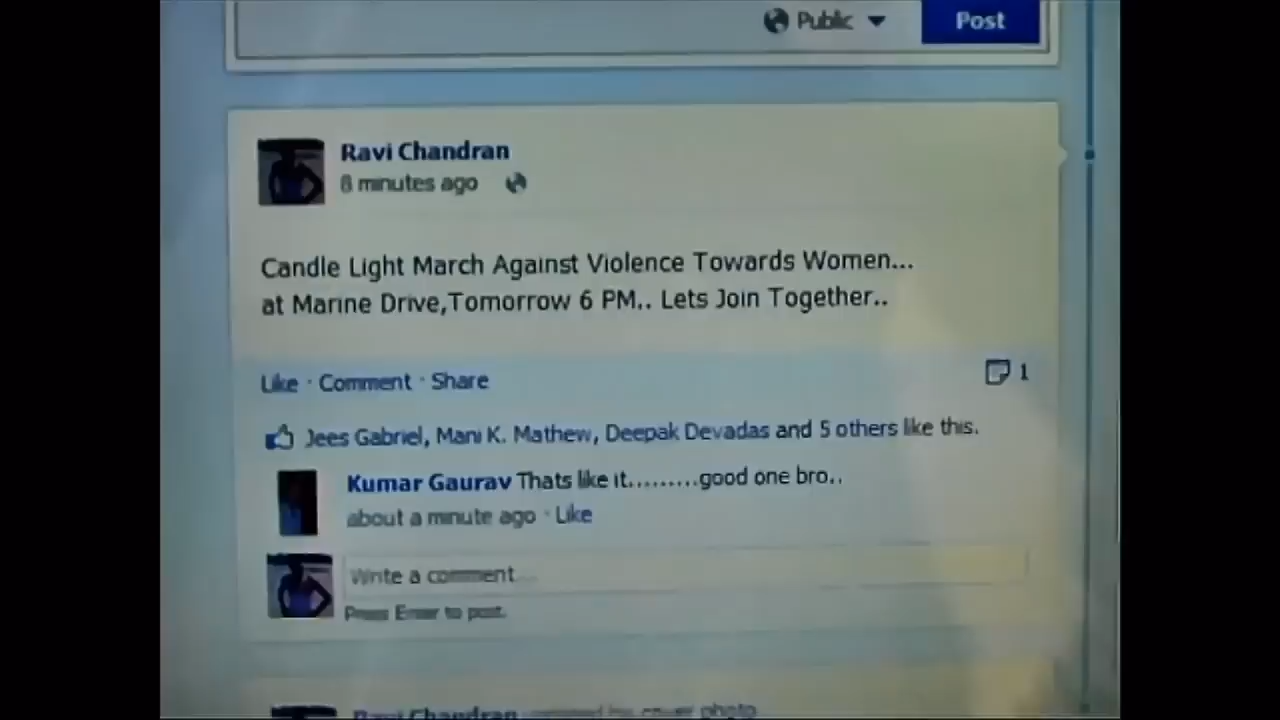 Public
Post
Ravi Chandran
8 minutes ago
Candle Light March Against Violence Towards Women...
at Marine Drive,Tomorrow 6 PM.. Lets Join Together..
Like · Comment · Share
1
Jees Gabriel, Mani K. Mathew, Deepak Devadas and 5 others like this.
Kumar Gaurav Thats like it.........good one bro..
about a minute ago · Like
Write a comment...
Press Enter to post.
Ravi Chandran cover photo